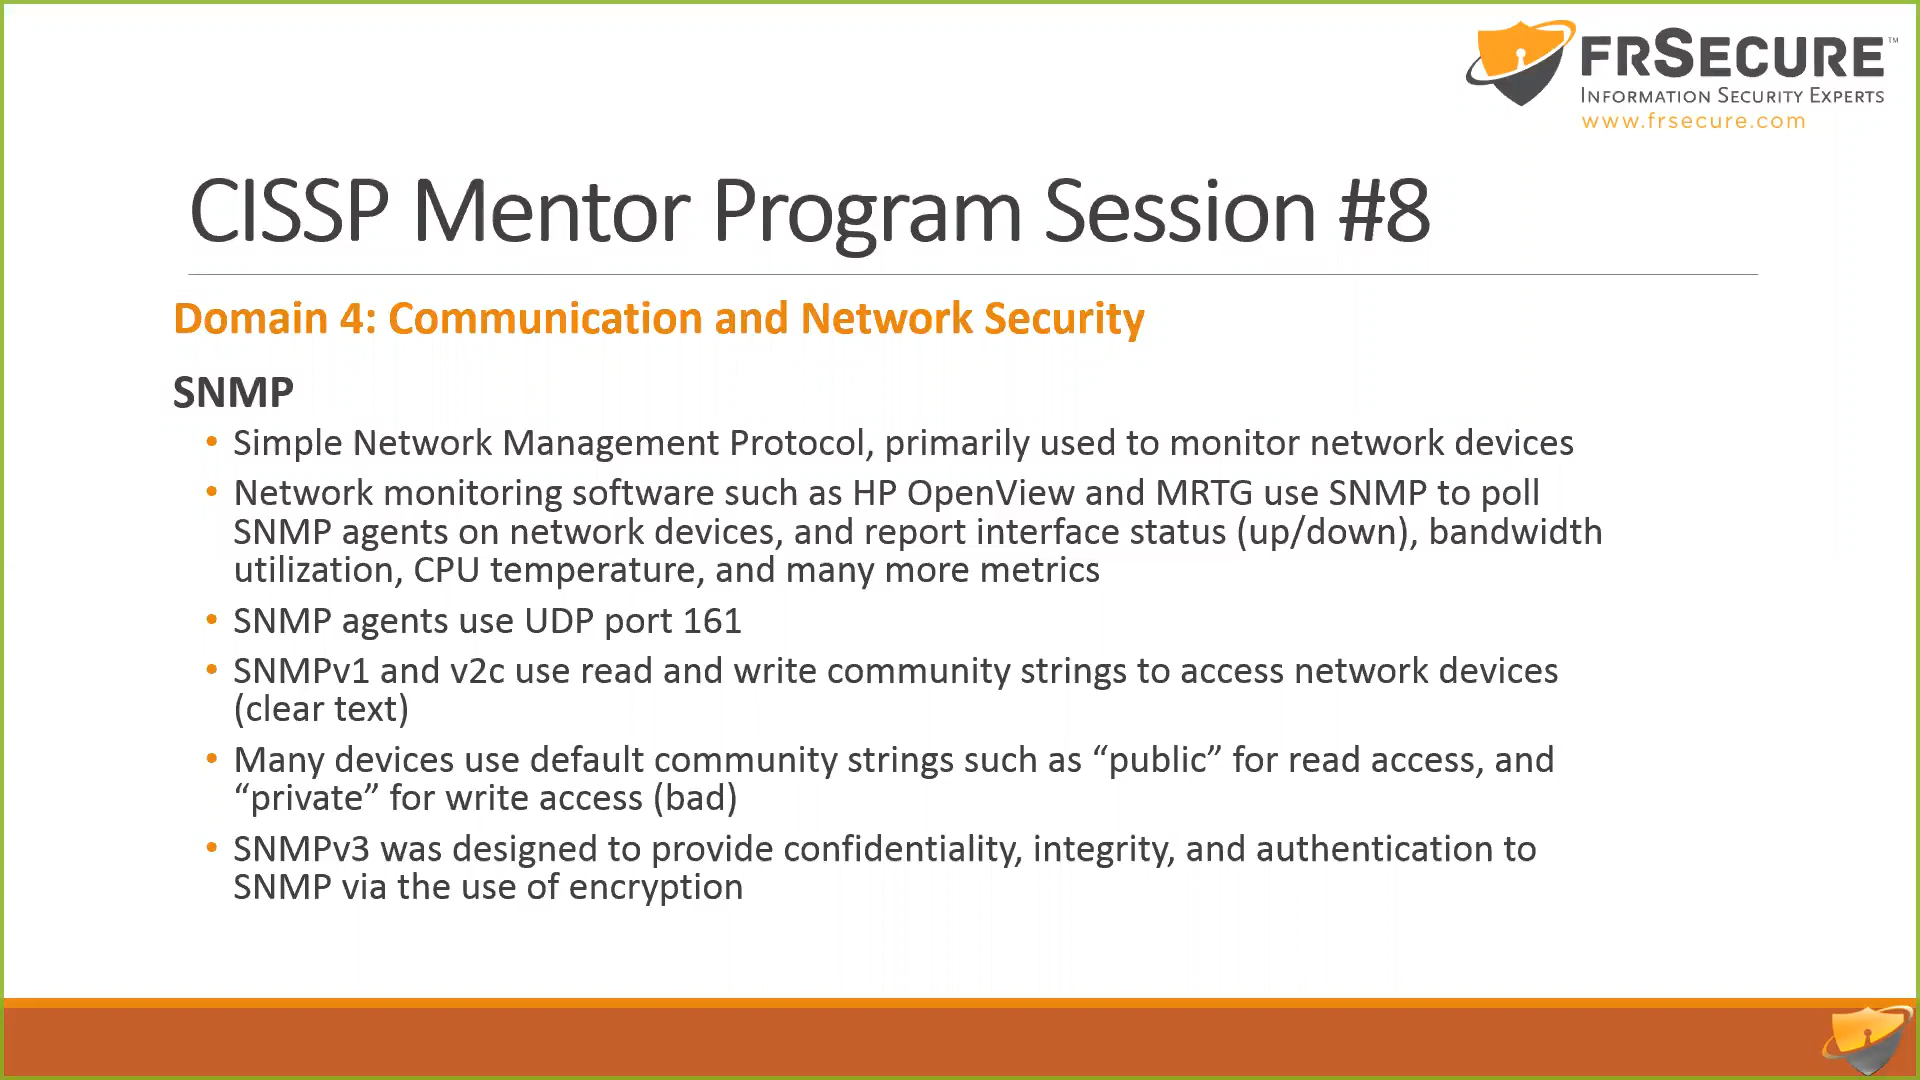 FRSECURE™
INFORMATION SECURITY EXPERTS
www.frsecure.com
CISSP Mentor Program Session #8
Domain 4: Communication and Network Security
SNMP
• Simple Network Management Protocol, primarily used to monitor network devices
• Network monitoring software such as HP OpenView and MRTG use SNMP to poll
SNMP agents on network devices, and report interface status (up/down), bandwidth
utilization, CPU temperature, and many more metrics
• SNMP agents use UDP port 161
• SNMPv1 and v2c use read and write community strings to access network devices
(clear text)
• Many devices use default community strings such as “public” for read access, and
“private” for write access (bad)
• SNMPv3 was designed to provide confidentiality, integrity, and authentication to
SNMP via the use of encryption